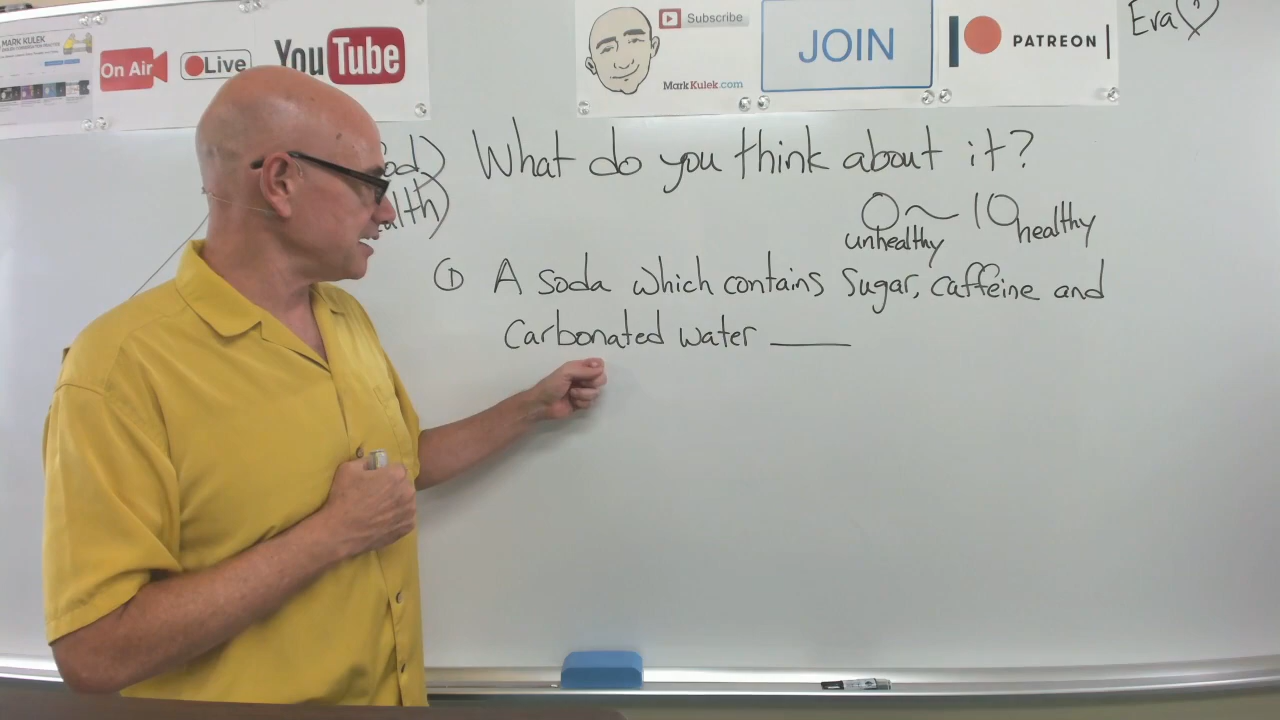 MARK KULEK
On Air
Live
YouTube
Subscribe
MarkKulek.com
JOIN
PATREON
Eva
What do you think about it?
0 ~ 10
unhealthy healthy
① A soda which contains sugar, caffeine and
carbonated water ____